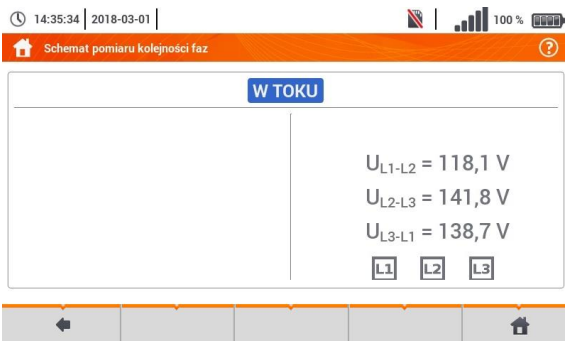 14:35:34 2018-03-01 100 %
Schemat pomiaru kolejności faz ?
W TOKU
UL1-L2 = 118,1 V
UL2-L3 = 141,8 V
UL3-L1 = 138,7 V
L1 L2 L3